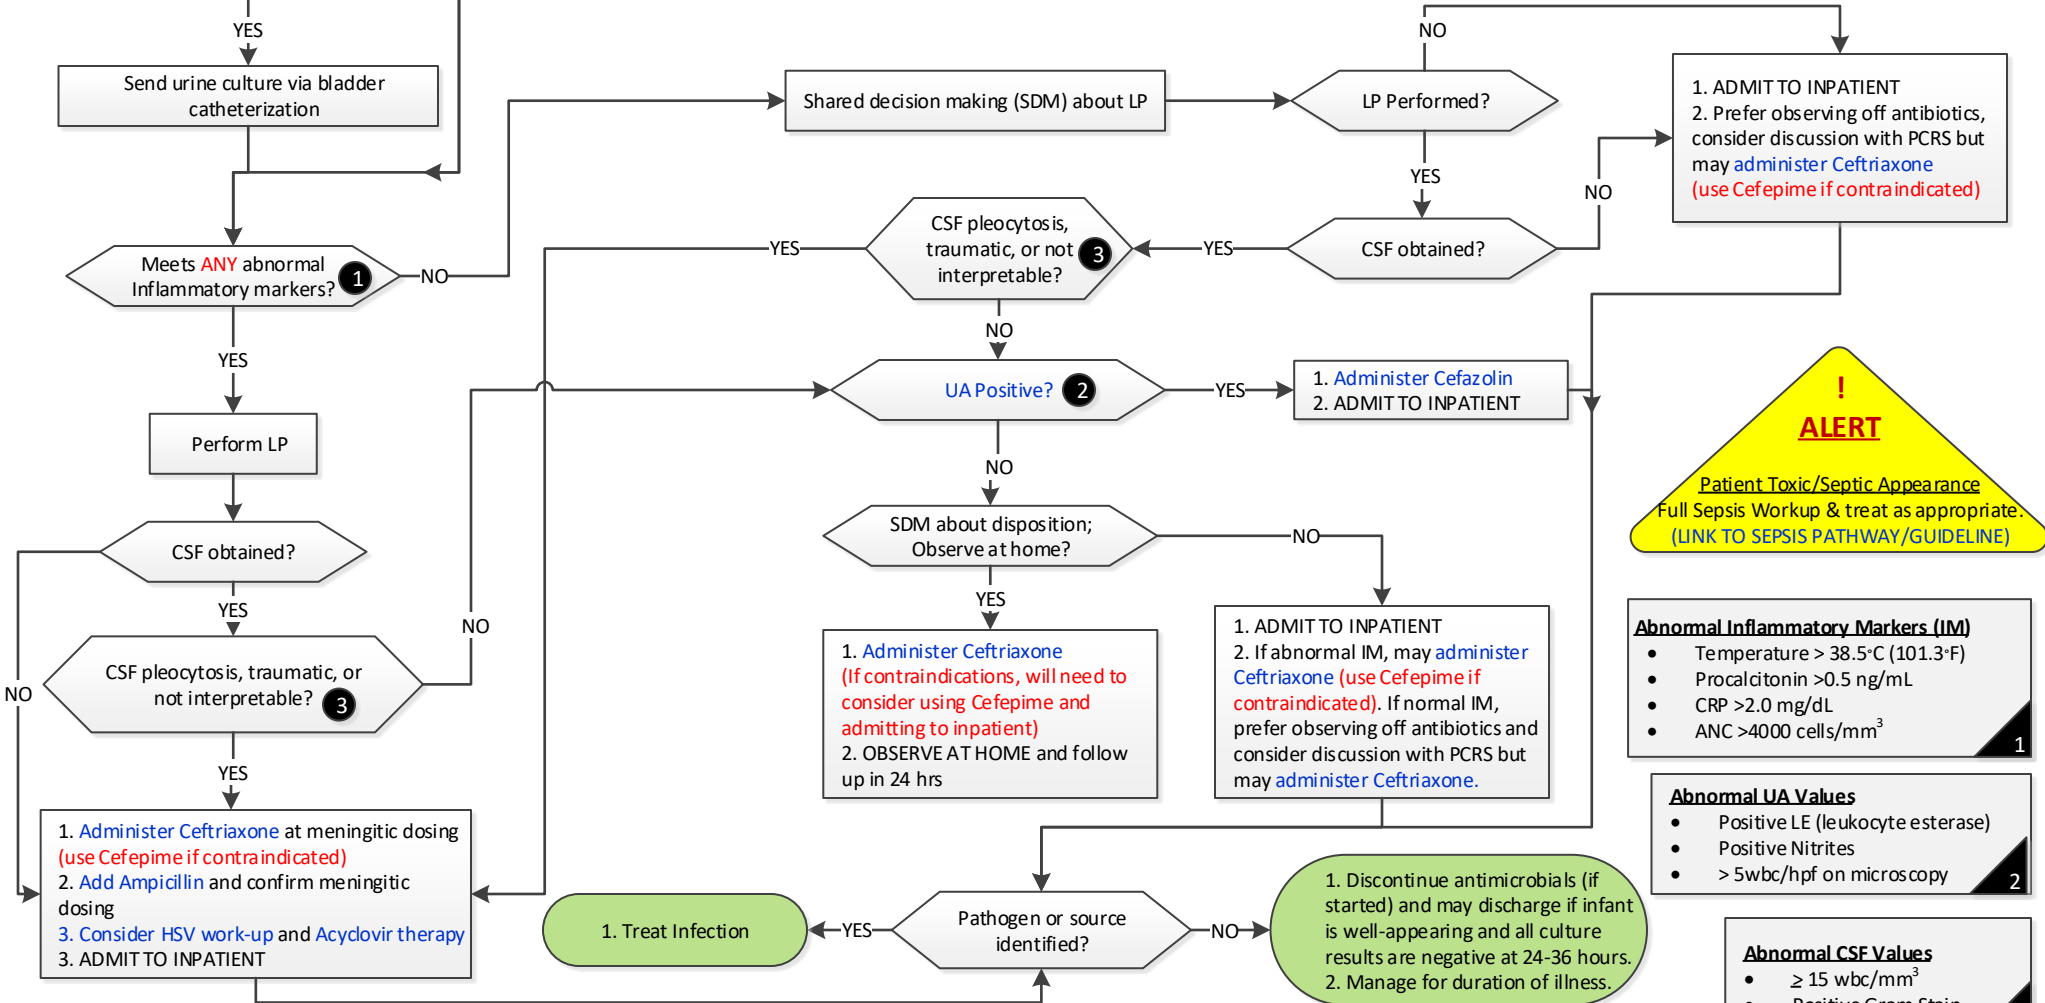 YES
Send urine culture via bladder
catheterization
Meets ANY abnormal
Inflammatory markers? 1
NO
YES
Perform LP
CSF obtained?
NO
YES
CSF pleocytosis, traumatic, or
not interpretable? 3
NO
YES
1. Administer Ceftriaxone at meningitic dosing
(use Cefepime if contraindicated)
2. Add Ampicillin and confirm meningitic
dosing
3. Consider HSV work-up and Acyclovir therapy
3. ADMIT TO INPATIENT
Shared decision making (SDM) about LP
LP Performed?
NO
YES
CSF obtained?
NO
YES
1. ADMIT TO INPATIENT
2. Prefer observing off antibiotics,
consider discussion with PCRS but
may administer Ceftriaxone
(use Cefepime if contraindicated)
CSF pleocytosis,
traumatic, or not
interpretable? 3
YES
NO
UA Positive? 2
YES
1. Administer Cefazolin
2. ADMIT TO INPATIENT
NO
SDM about disposition;
Observe at home?
NO
YES
1. Administer Ceftriaxone
(If contraindications, will need to
consider using Cefepime and
admitting to inpatient)
2. OBSERVE AT HOME and follow
up in 24 hrs
1. ADMIT TO INPATIENT
2. If abnormal IM, may administer
Ceftriaxone (use Cefepime if
contraindicated). If normal IM,
prefer observing off antibiotics and
consider discussion with PCRS but
may administer Ceftriaxone.
Pathogen or source
identified?
YES
1. Treat Infection
NO
1. Discontinue antimicrobials (if
started) and may discharge if infant
is well-appearing and all culture
results are negative at 24-36 hours.
2. Manage for duration of illness.
!
ALERT
Patient Toxic/Septic Appearance
Full Sepsis Workup & treat as appropriate.
(LINK TO SEPSIS PATHWAY/GUIDELINE)
Abnormal Inflammatory Markers (IM)
• Temperature > 38.5°C (101.3°F)
• Procalcitonin >0.5 ng/mL
• CRP >2.0 mg/dL
• ANC >4000 cells/mm³
1
Abnormal UA Values
• Positive LE (leukocyte esterase)
• Positive Nitrites
• > 5wbc/hpf on microscopy
2
Abnormal CSF Values
• ≥ 15 wbc/mm³
• Positive Gram Stain